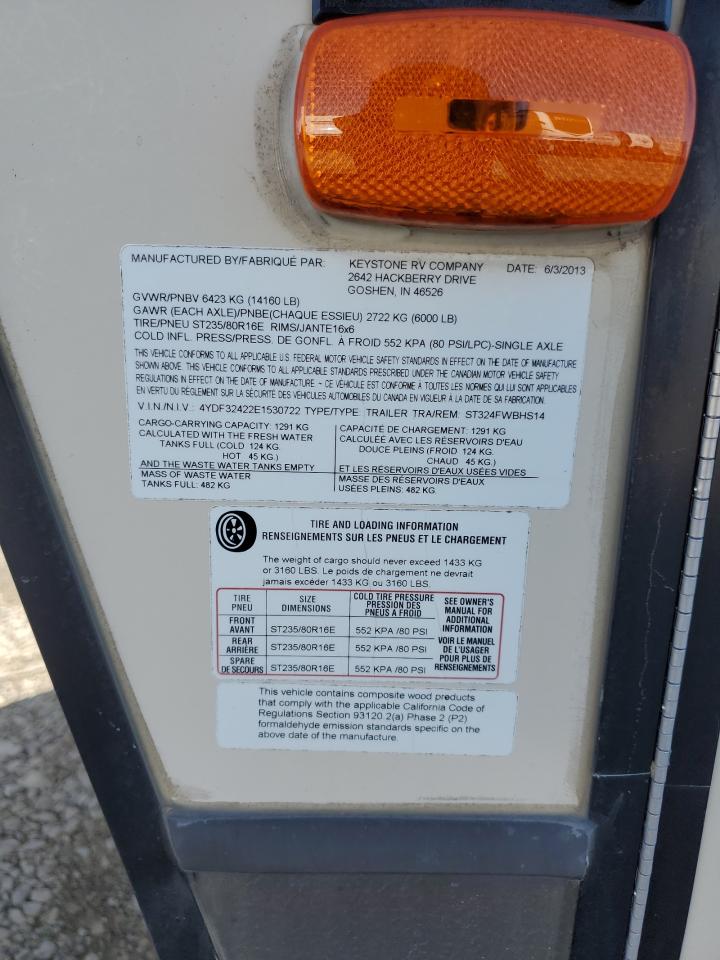 MANUFACTURED BY/FABRIQUÉ PAR: KEYSTONE RV COMPANY DATE: 6/3/2013
2642 HACKBERRY DRIVE
GOSHEN, IN 46526
GVWR/PNBV 6423 KG (14160 LB)
GAWR (EACH AXLE)/PNBE(CHAQUE ESSIEU) 2722 KG (6000 LB)
TIRE/PNEU ST235/80R16E RIMS/JANTE16x6
COLD INFL. PRESS/PRESS. DE GONFL. À FROID 552 KPA (80 PSI/LPC)-SINGLE AXLE
THIS VEHICLE CONFORMS TO ALL APPLICABLE U.S. FEDERAL MOTOR VEHICLE SAFETY STANDARDS IN EFFECT ON THE DATE OF MANUFACTURE
SHOWN ABOVE. THIS VEHICLE CONFORMS TO ALL APPLICABLE STANDARDS PRESCRIBED UNDER THE CANADIAN MOTOR VEHICLE SAFETY
REGULATIONS IN EFFECT ON THE DATE OF MANUFACTURE - CE VÉHICULE EST CONFORME À TOUTES LES NORMES QUI LUI SONT APPLICABLES
EN VERTU DU RÈGLEMENT SUR LA SÉCURITÉ DES VÉHICULES AUTOMOBILES DU CANADA EN VIGUEUR À LA DATE DE SA FABRICATION.
V.I.N./N.I.V.: 4YDF32422E1530722 TYPE/TYPE: TRAILER TRA/REM: ST324FWBHS14
CARGO-CARRYING CAPACITY: 1291 KG
CALCULATED WITH THE FRESH WATER
TANKS FULL (COLD 124 KG.
HOT 45 KG.)
AND THE WASTE WATER TANKS EMPTY
MASS OF WASTE WATER
TANKS FULL: 482 KG
CAPACITÉ DE CHARGEMENT: 1291 KG
CALCULÉE AVEC LES RÉSERVOIRS D'EAU
DOUCE PLEINS (FROID 124 KG.
CHAUD 45 KG.)
ET LES RÉSERVOIRS D'EAUX USÉES VIDES
MASSE DES RÉSERVOIRS D'EAUX
USÉES PLEINS: 482 KG.
TIRE AND LOADING INFORMATION
RENSEIGNEMENTS SUR LES PNEUS ET LE CHARGEMENT
The weight of cargo should never exceed 1433 KG
or 3160 LBS. Le poids de chargement ne devrait
jamais excéder 1433 KG ou 3160 LBS.
TIRE
PNEU
SIZE
DIMENSIONS
COLD TIRE PRESSURE
PRESSION DES
PNEUS A FROID
FRONT
AVANT
ST235/80R16E 552 KPA /80 PSI
REAR
ARRIÈRE
ST235/80R16E 552 KPA /80 PSI
SPARE
DE SECOURS
ST235/80R16E 552 KPA /80 PSI
SEE OWNER'S
MANUAL FOR
ADDITIONAL
INFORMATION
VOIR LE MANUEL
DE L'USAGER
POUR PLUS DE
RENSEIGNEMENTS
This vehicle contains composite wood products
that comply with the applicable California Code of
Regulations Section 93120.2(a) Phase 2 (P2)
formaldehyde emission standards specific on the
above date of the manufacture.